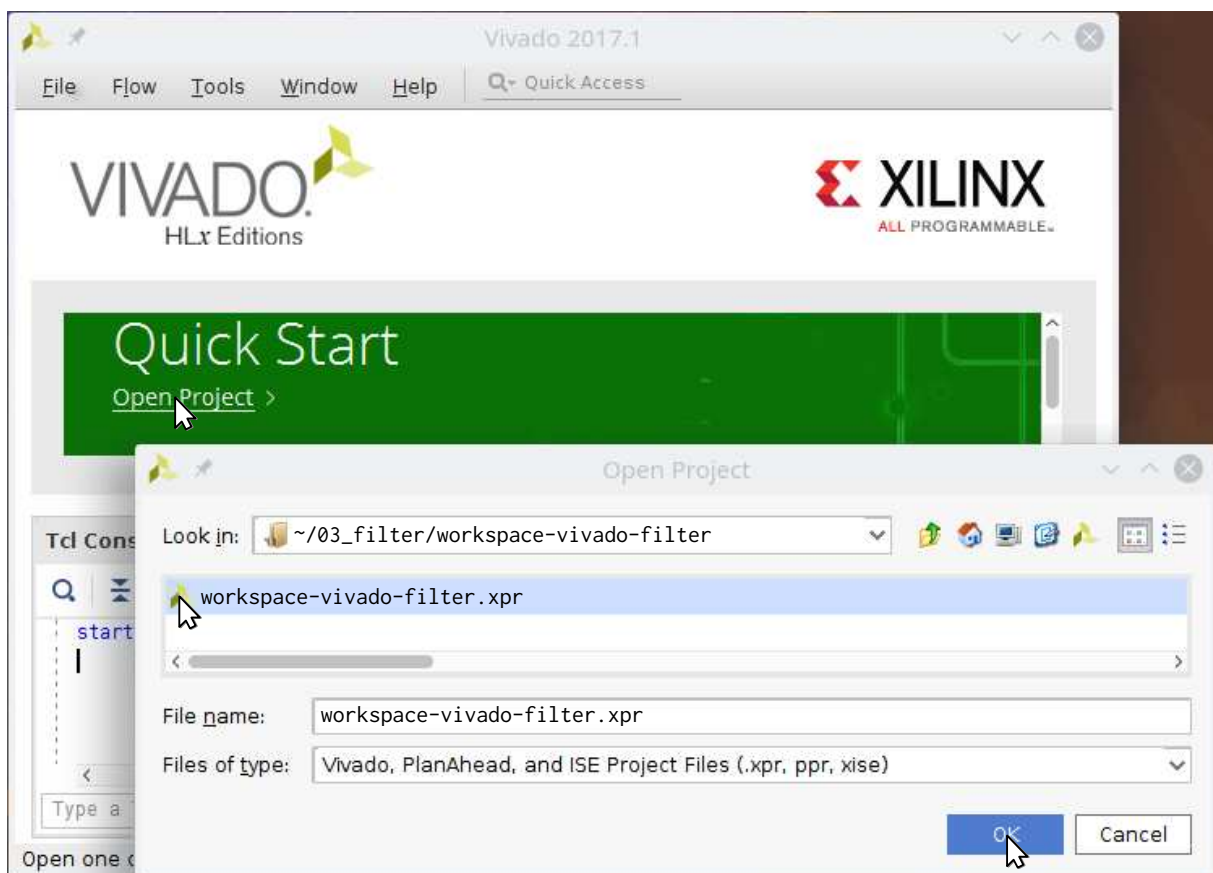 Vivado 2017.1
File Flow Tools Window Help Quick Access
VIVADO.
HLx Editions
XILINX
ALL PROGRAMMABLE.
Quick Start
Open Project >
Open Project
Look in: ~/03_filter/workspace-vivado-filter
Tcl Cons
workspace-vivado-filter.xpr
start
File name: workspace-vivado-filter.xpr
Files of type: Vivado, PlanAhead, and ISE Project Files (.xpr, ppr, xise)
Type a
OK Cancel
Open one